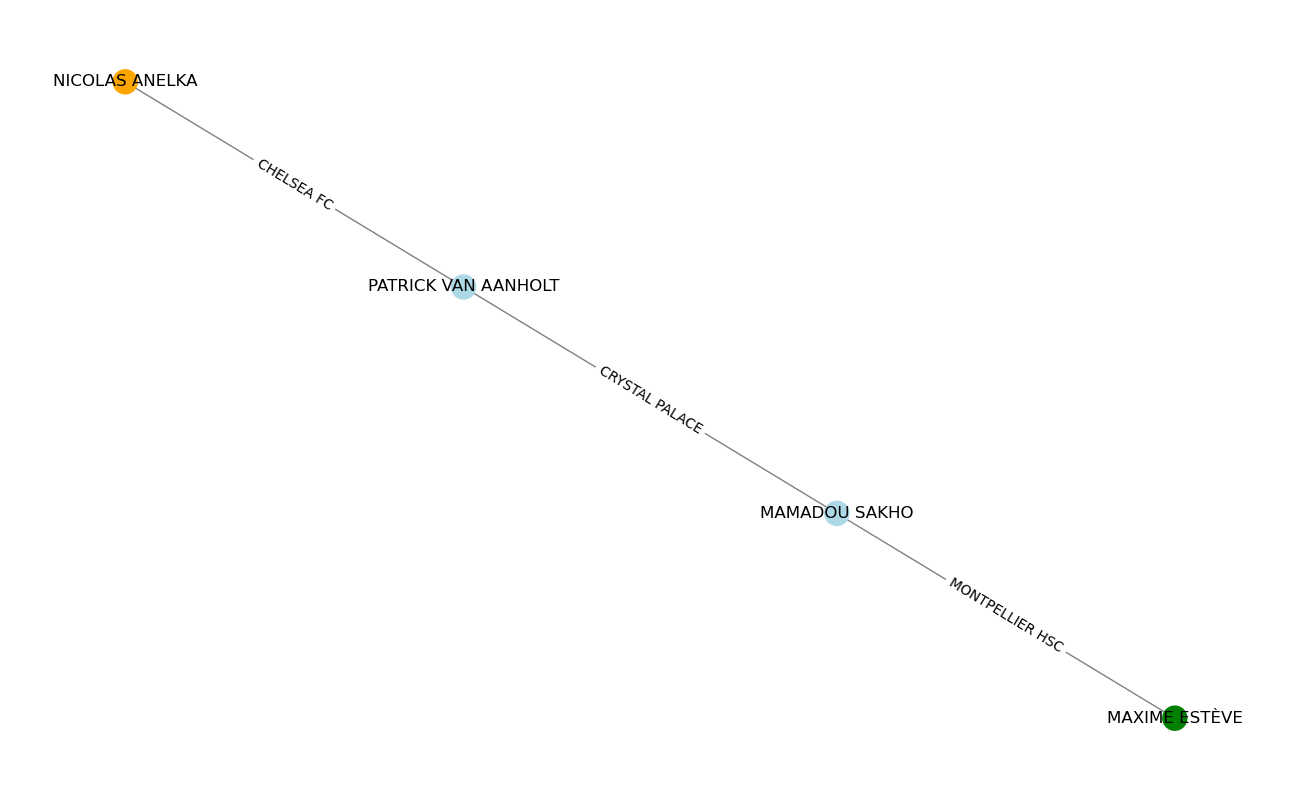 NICOLAS ANELKA
CHELSEA FC
PATRICK VAN AANHOLT
CRYSTAL PALACE
MAMADOU SAKHO
MONTPELLIER HSC
MAXIME ESTÈVE